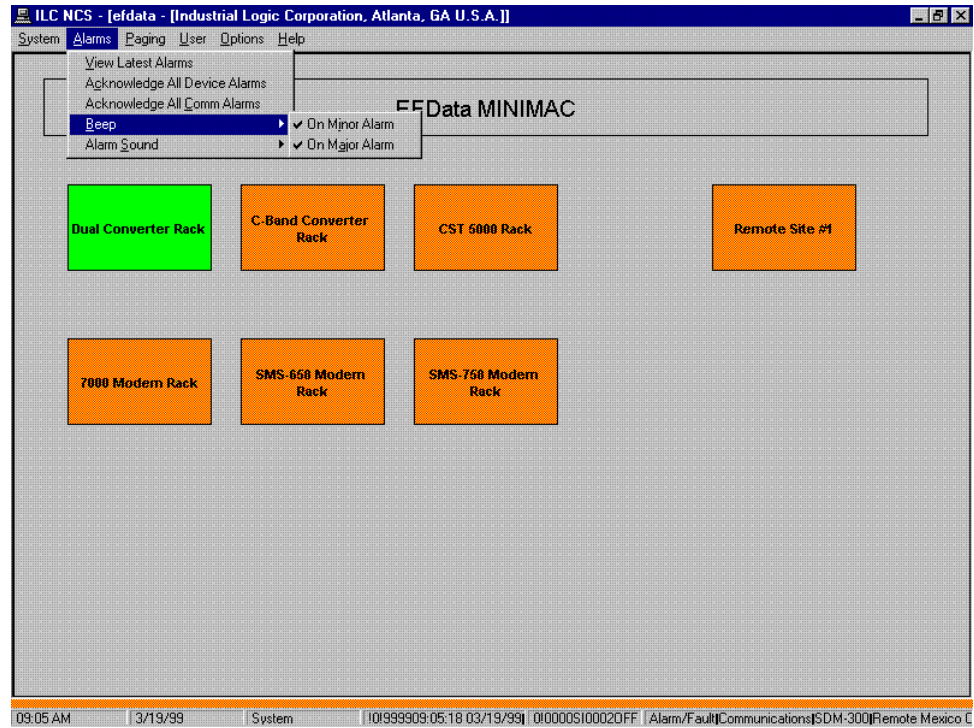 ILC NCS - [efdata - [Industrial Logic Corporation, Atlanta, GA U.S.A.]]
System Alarms Paging User Options Help
View Latest Alarms
Acknowledge All Device Alarms
Acknowledge All Comm Alarms
Beep
Alarm Sound
On Minor Alarm
On Major Alarm
EFData MINIMAC
Dual Converter Rack
C-Band Converter
Rack
CST 5000 Rack
Remote Site #1
7000 Modem Rack
SMS-650 Modem
Rack
SMS-750 Modem
Rack
09:05 AM 3/19/99 System !0!999909:05:18 03/19/99| 0!0000S!0002OFF Alarm/Fault|Communications|SDM-300|Remote Mexico